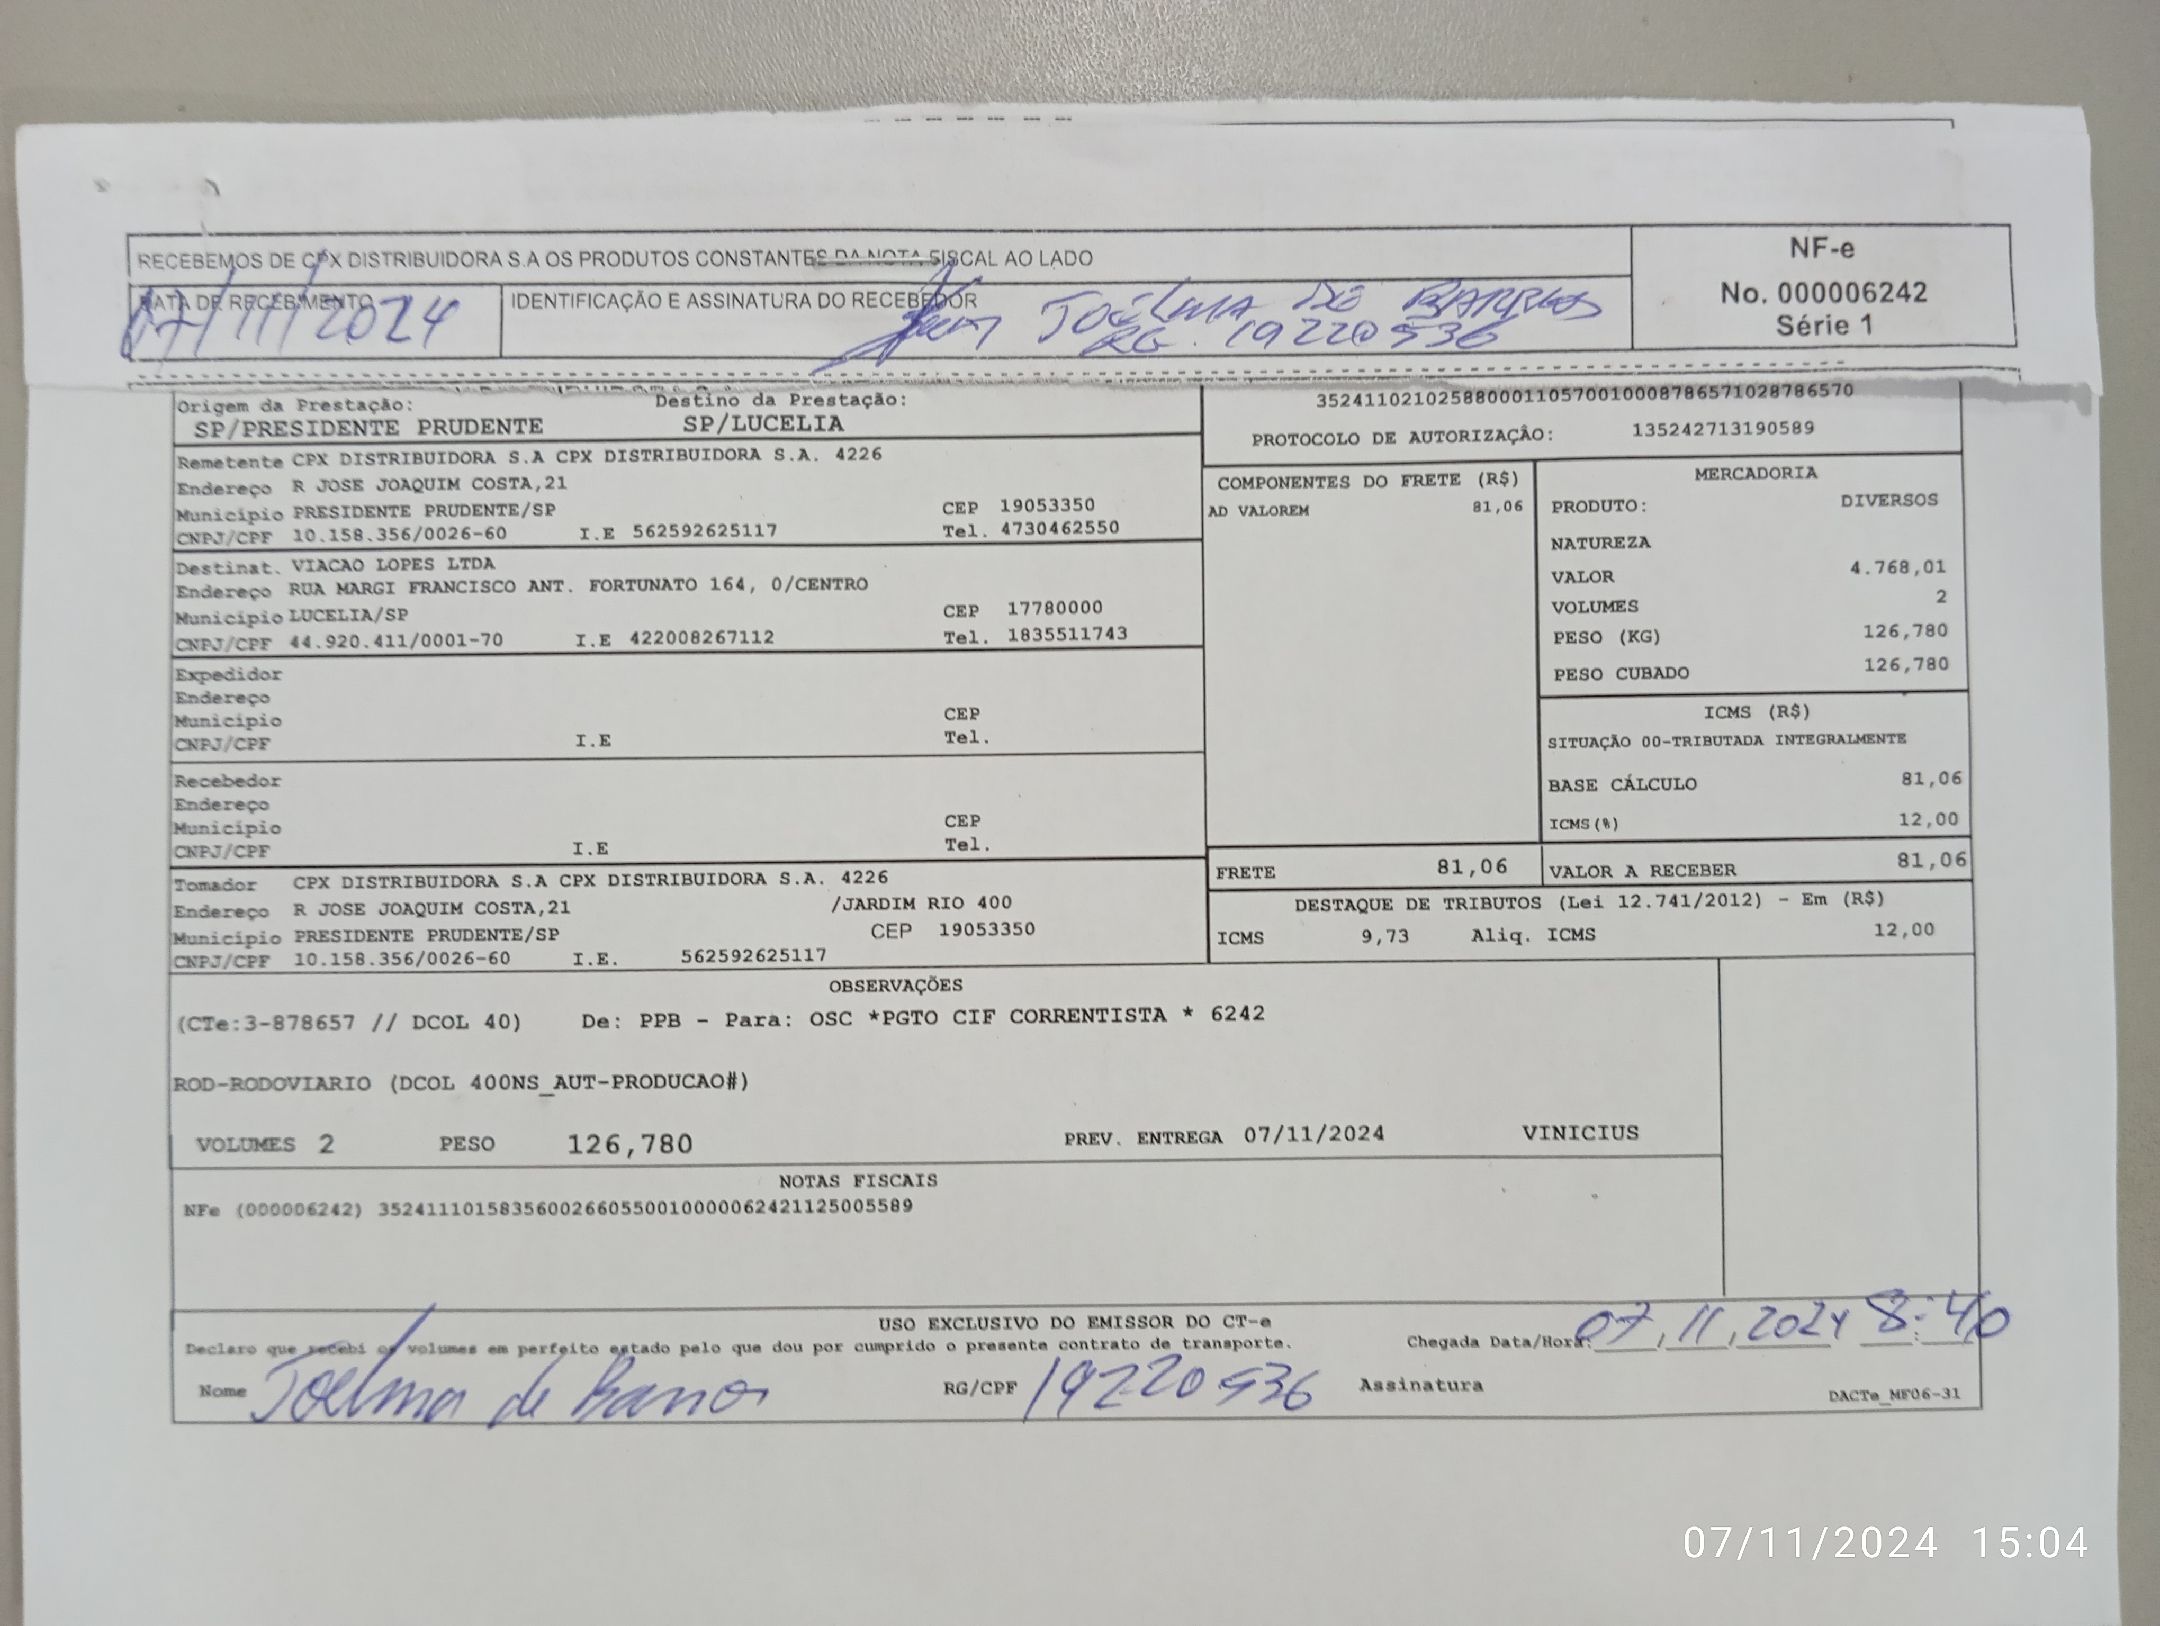 RECEBEMOS DE CPX DISTRIBUIDORA S.A OS PRODUTOS CONSTANTES DA NOTA FISCAL AO LADO
DATA DE RECEBIMENTO
07/11/2024
IDENTIFICAÇÃO E ASSINATURA DO RECEBEDOR
JOELMA DE BARROS
RG. 19220536
NF-e
No. 000006242
Série 1
Origem da Prestação:
SP/PRESIDENTE PRUDENTE
Destino da Prestação:
SP/LUCELIA
35241102102588000110570010008786571028786570
PROTOCOLO DE AUTORIZAÇÂO: 135242713190589
Remetente CPX DISTRIBUIDORA S.A CPX DISTRIBUIDORA S.A. 4226
Endereço R JOSE JOAQUIM COSTA,21
Município PRESIDENTE PRUDENTE/SP CEP 19053350
CNPJ/CPF 10.158.356/0026-60 I.E 562592625117 Tel. 4730462550
Destinat. VIACAO LOPES LTDA
Endereço RUA MARGI FRANCISCO ANT. FORTUNATO 164, 0/CENTRO
Município LUCELIA/SP CEP 17780000
CNPJ/CPF 44.920.411/0001-70 I.E 422008267112 Tel. 1835511743
Expedidor
Endereço
Município CEP
CNPJ/CPF I.E Tel.
Recebedor
Endereço
Município CEP
CNPJ/CPF I.E Tel.
Tomador CPX DISTRIBUIDORA S.A CPX DISTRIBUIDORA S.A. 4226
Endereço R JOSE JOAQUIM COSTA,21 /JARDIM RIO 400
Município PRESIDENTE PRUDENTE/SP CEP 19053350
CNPJ/CPF 10.158.356/0026-60 I.E. 562592625117
COMPONENTES DO FRETE (R$)
AD VALOREM 81,06
MERCADORIA
PRODUTO: DIVERSOS
NATUREZA
VALOR 4.768,01
VOLUMES 2
PESO (KG) 126,780
PESO CUBADO 126,780
ICMS (R$)
SITUAÇÃO 00-TRIBUTADA INTEGRALMENTE
BASE CÁLCULO 81,06
ICMS(%) 12,00
FRETE 81,06 VALOR A RECEBER 81,06
DESTAQUE DE TRIBUTOS (Lei 12.741/2012) - Em (R$)
ICMS 9,73 Aliq. ICMS 12,00
OBSERVAÇÕES
(CTe:3-878657 // DCOL 40) De: PPB - Para: OSC *PGTO CIF CORRENTISTA * 6242
ROD-RODOVIARIO (DCOL 400NS_AUT-PRODUCAO#)
VOLUMES 2 PESO 126,780 PREV. ENTREGA 07/11/2024 VINICIUS
NOTAS FISCAIS
NFe (000006242) 35241110158356002660550010000062421125005589
USO EXCLUSIVO DO EMISSOR DO CT-e
Declaro que recebi os volumes em perfeito estado pelo que dou por cumprido o presente contrato de transporte. Chegada Data/Hora: 07,11,2024 8:40
Nome Joelma de Barros RG/CPF 19220536 Assinatura DACTe_MF06-31
07/11/2024 15:04